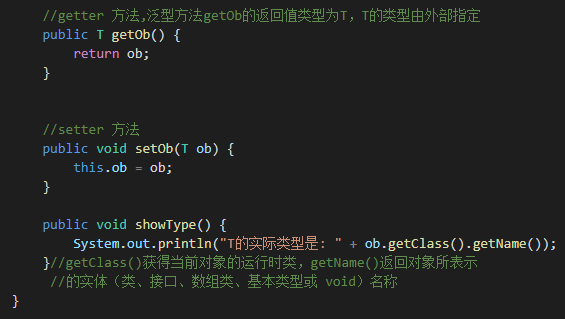 //getter 方法,泛型方法getOb的返回值类型为T，T的类型由外部指定
public T getOb() {
return ob;
}
//setter 方法
public void setOb(T ob) {
this.ob = ob;
}
public void showType() {
System.out.println("T的实际类型是: " + ob.getClass().getName());
}//getClass()获得当前对象的运行时类，getName()返回对象所表示
//的实体（类、接口、数组类、基本类型或 void）名称
}